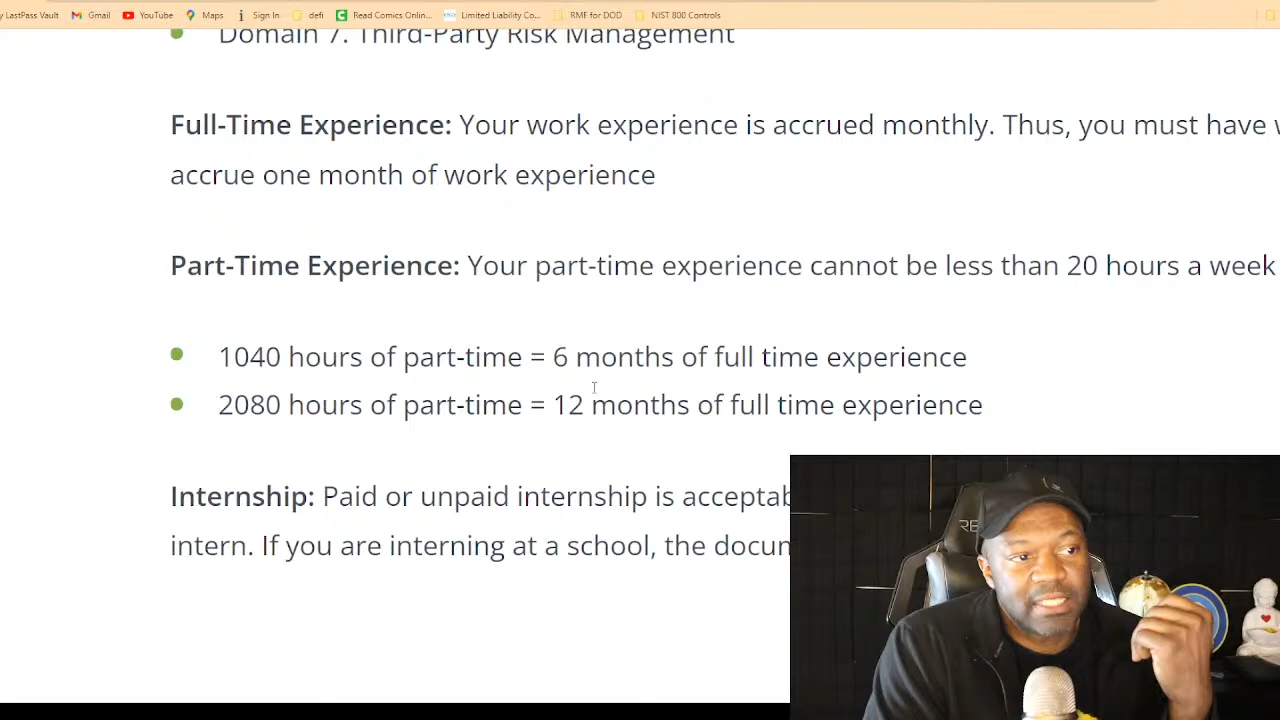 y LastPass Vault Gmail YouTube Maps Sign In defi Read Comics Onlin... Limited Liability Co... RMF for DOD NIST 800 Controls
Domain 7. Third-Party Risk Management
Full-Time Experience: Your work experience is accrued monthly. Thus, you must have
accrue one month of work experience
Part-Time Experience: Your part-time experience cannot be less than 20 hours a week
1040 hours of part-time = 6 months of full time experience
2080 hours of part-time = 12 months of full time experience
Internship: Paid or unpaid internship is acceptab
intern. If you are interning at a school, the docum
RE